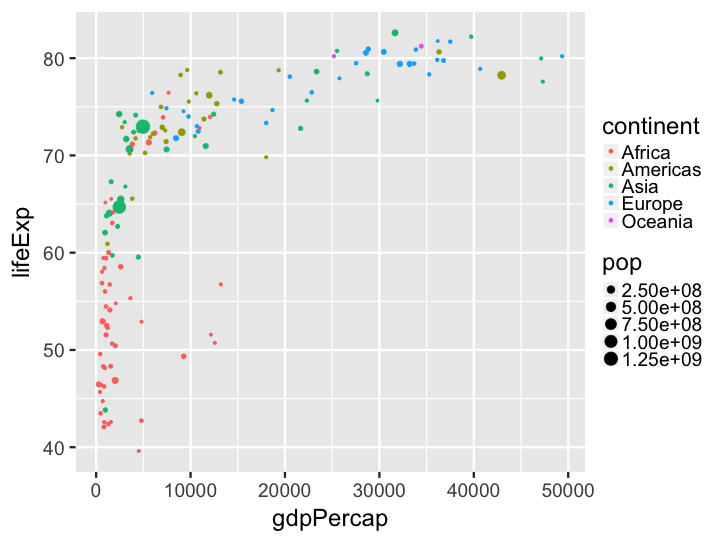 80
70
60
50
40
lifeExp
0 10000 20000 30000 40000 50000
gdpPercap
continent
Africa
Americas
Asia
Europe
Oceania
pop
2.50e+08
5.00e+08
7.50e+08
1.00e+09
1.25e+09